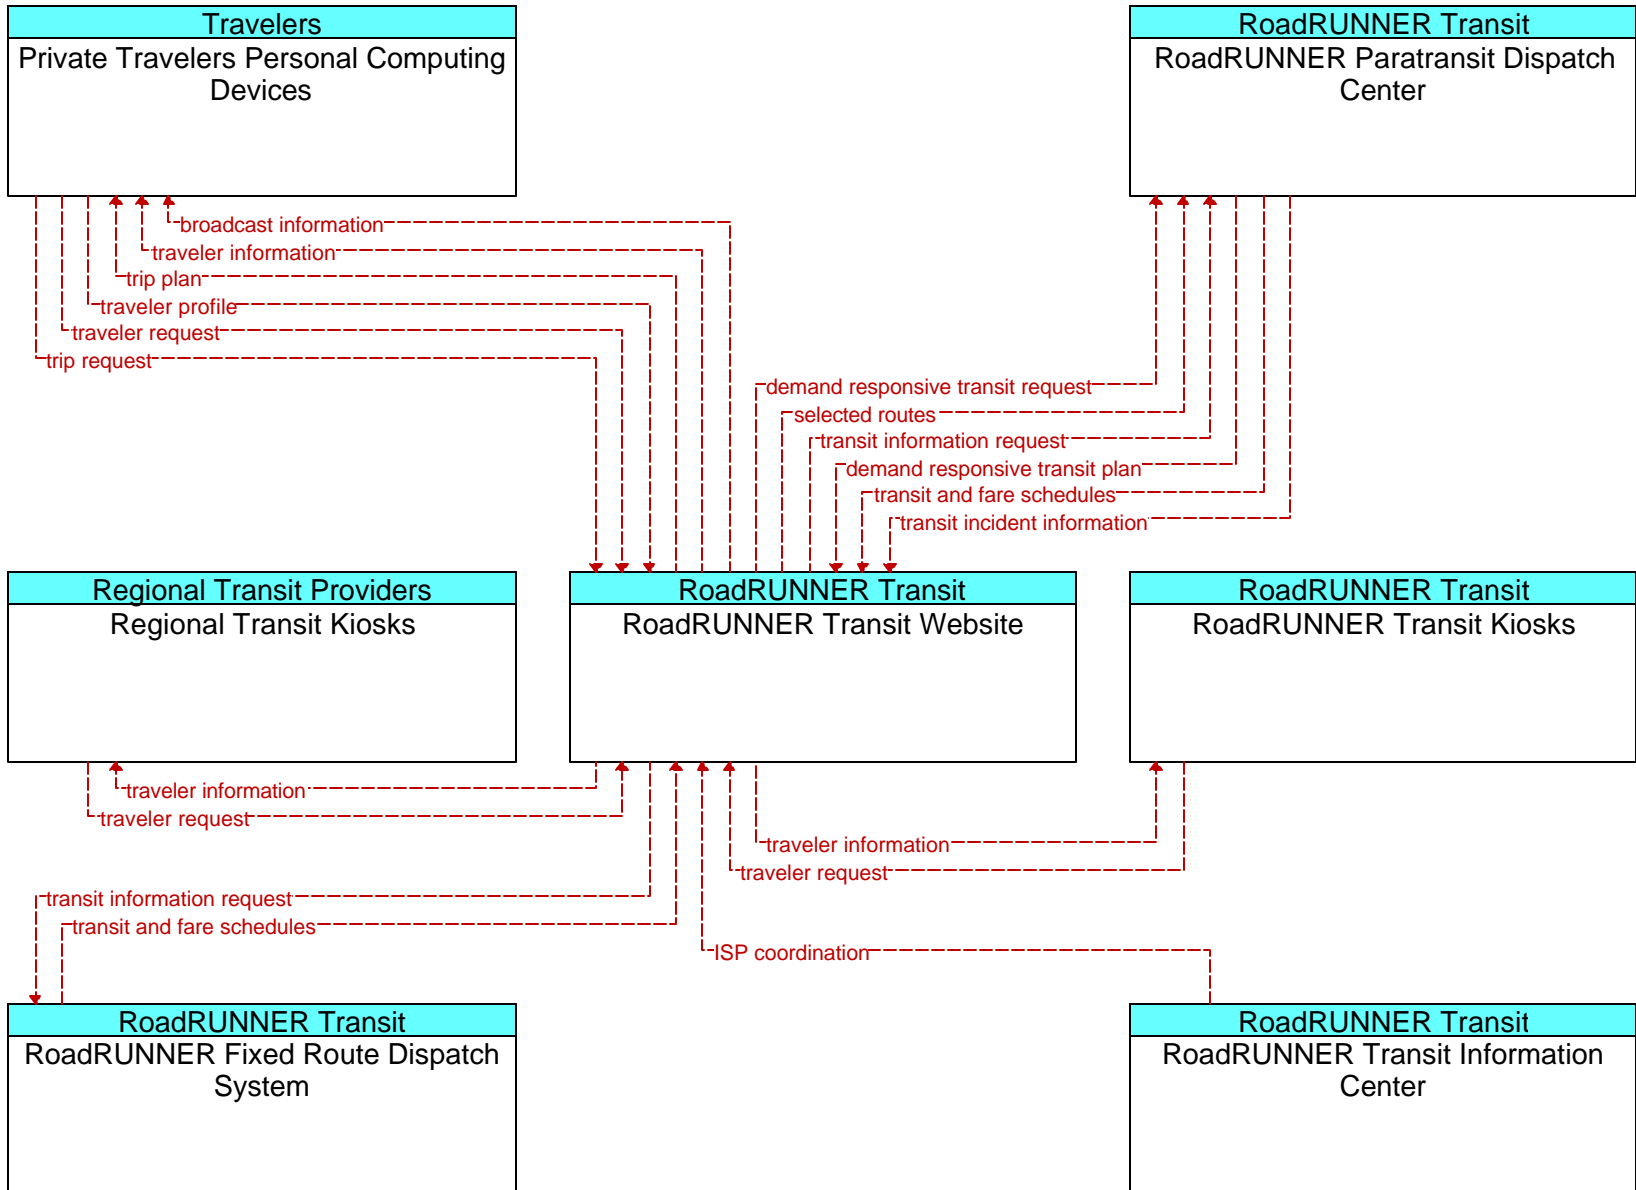 Travelers
Private Travelers Personal Computing
Devices
RoadRUNNER Transit
RoadRUNNER Paratransit Dispatch
Center
broadcast information
traveler information
trip plan
traveler profile
traveler request
trip request
demand responsive transit request
selected routes
transit information request
demand responsive transit plan
transit and fare schedules
transit incident information
Regional Transit Providers
Regional Transit Kiosks
RoadRUNNER Transit
RoadRUNNER Transit Website
RoadRUNNER Transit
RoadRUNNER Transit Kiosks
traveler information
traveler request
traveler information
traveler request
transit information request
transit and fare schedules
ISP coordination
RoadRUNNER Transit
RoadRUNNER Fixed Route Dispatch
System
RoadRUNNER Transit
RoadRUNNER Transit Information
Center